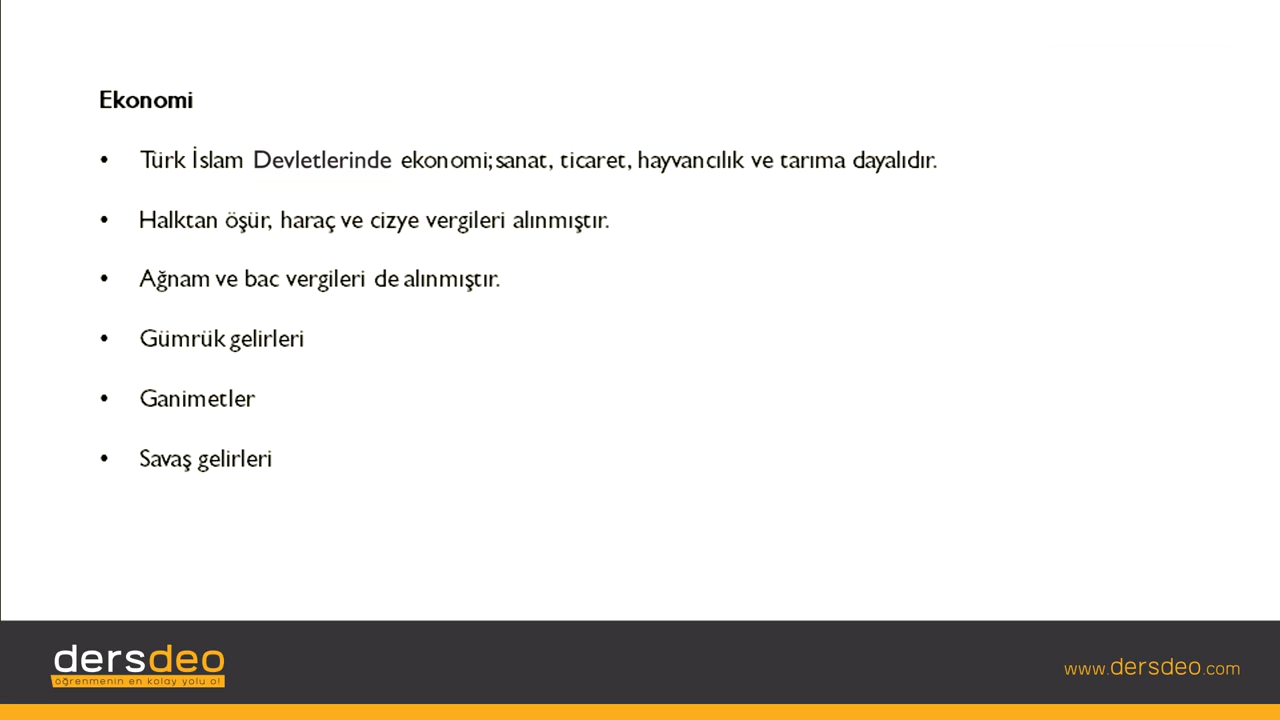 Ekonomi
• Türk İslam Devletlerinde ekonomi;sanat, ticaret, hayvancılık ve tarıma dayalıdır.
• Halktan öşür, haraç ve cizye vergileri alınmıştır.
• Ağnam ve bac vergileri de alınmıştır.
• Gümrük gelirleri
• Ganimetler
• Savaş gelirleri
dersdeo
öğrenmenin en kolay yolu o!
www.dersdeo.com